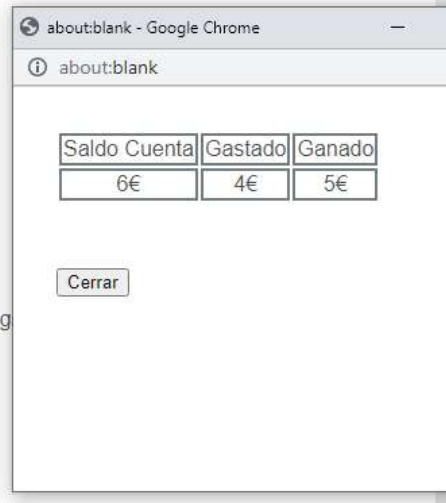 about:blank - Google Chrome
about:blank
Saldo Cuenta Gastado Ganado
6€ 4€ 5€
Cerrar
g